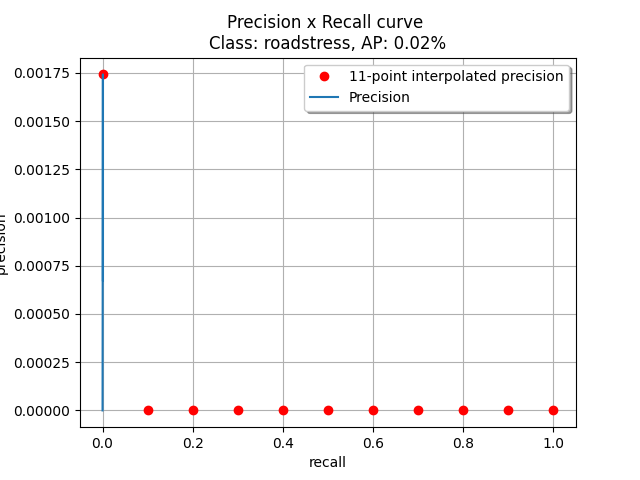 Precision x Recall curve
Class: roadstress, AP: 0.02%
11-point interpolated precision
Precision
0.00175
0.00150
0.00125
0.00100
0.00075
0.00050
0.00025
0.00000
precision
0.0 0.2 0.4 0.6 0.8 1.0
recall